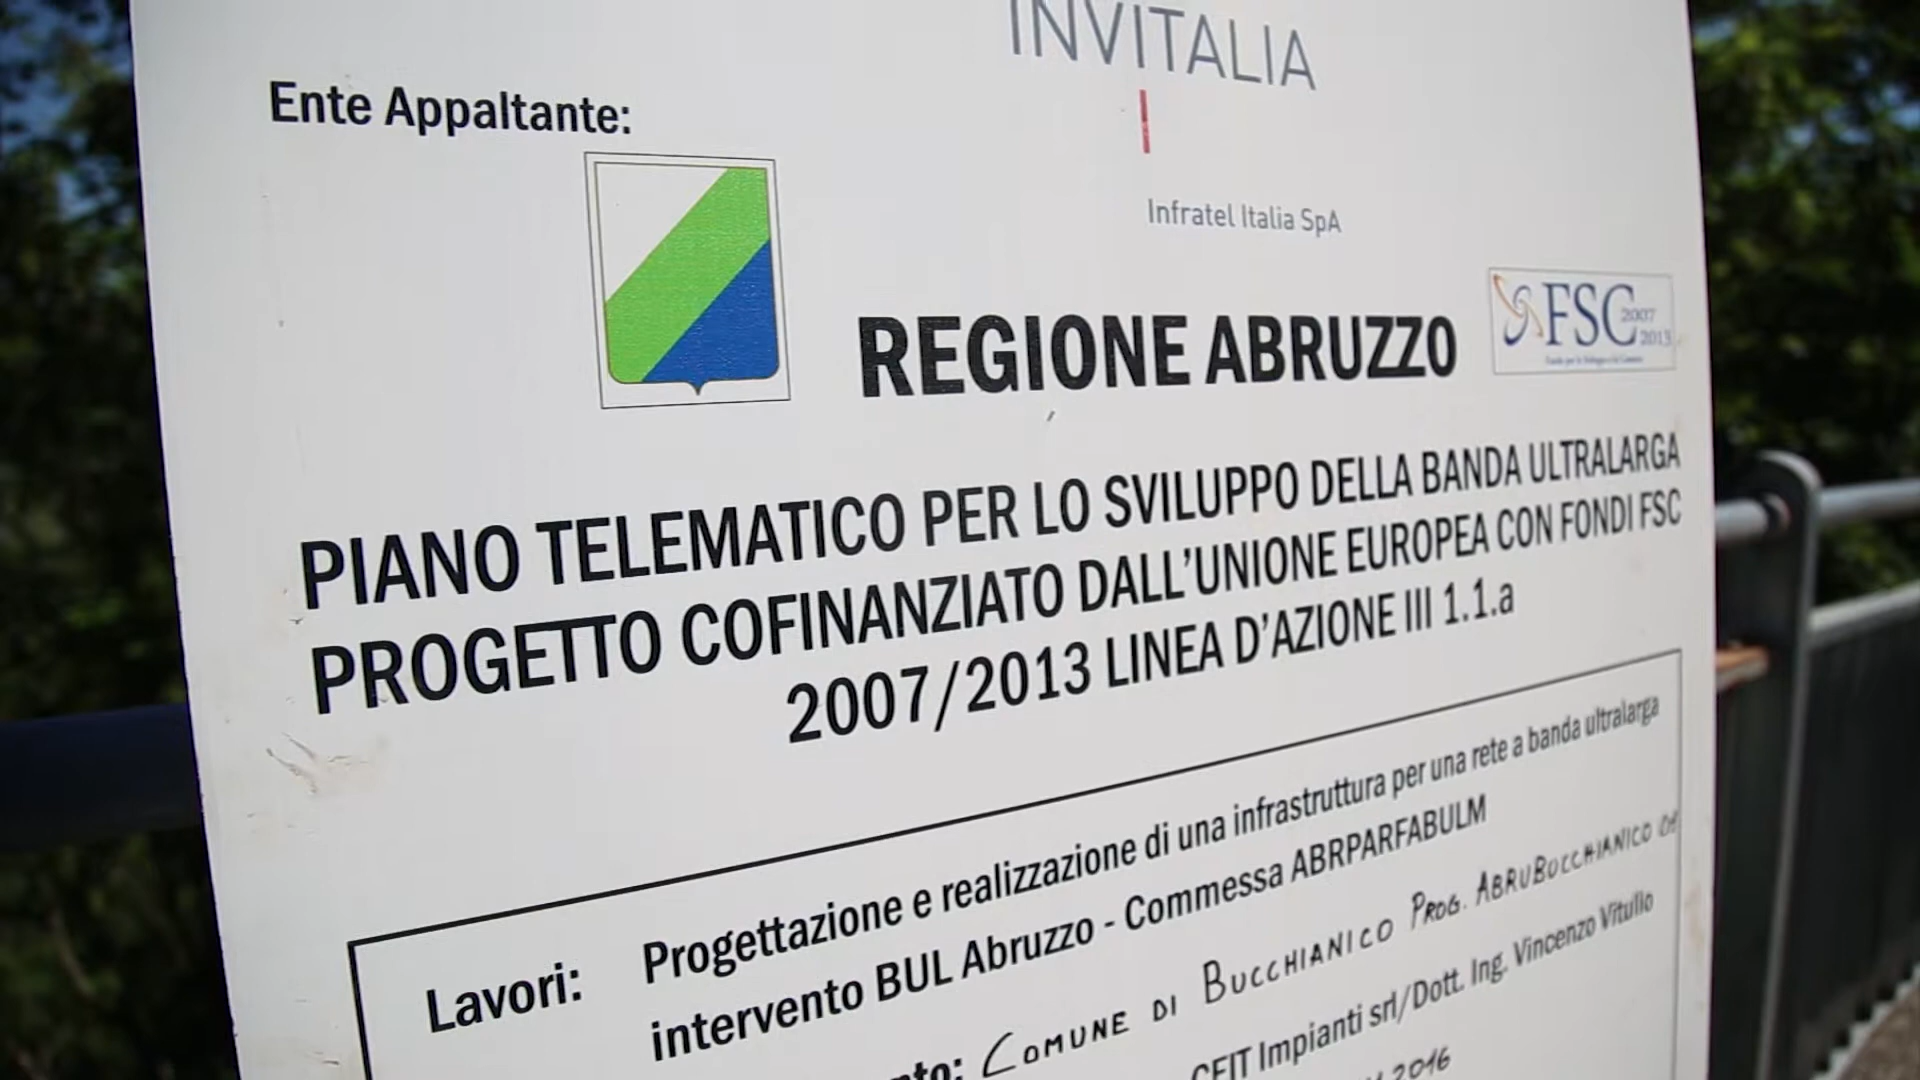 INVITALIA
Ente Appaltante:
Infratel Italia SpA
REGIONE ABRUZZO
FSC 2007
2013
PIANO TELEMATICO PER LO SVILUPPO DELLA BANDA ULTRALARGA
PROGETTO COFINANZIATO DALL'UNIONE EUROPEA CON FONDI FSC
2007/2013 LINEA D'AZIONE III 1.1.a
Lavori: Progettazione e realizzazione di una infrastruttura per una rete a banda ultralarga
intervento BUL Abruzzo - Commessa ABRPARFABULM
COMUNE DI BUCCHIANICO PROG. ABRUBUCCHIANICO 01
CEIT Impianti srl/Dott. Ing. Vincenzo Vitullo
2016